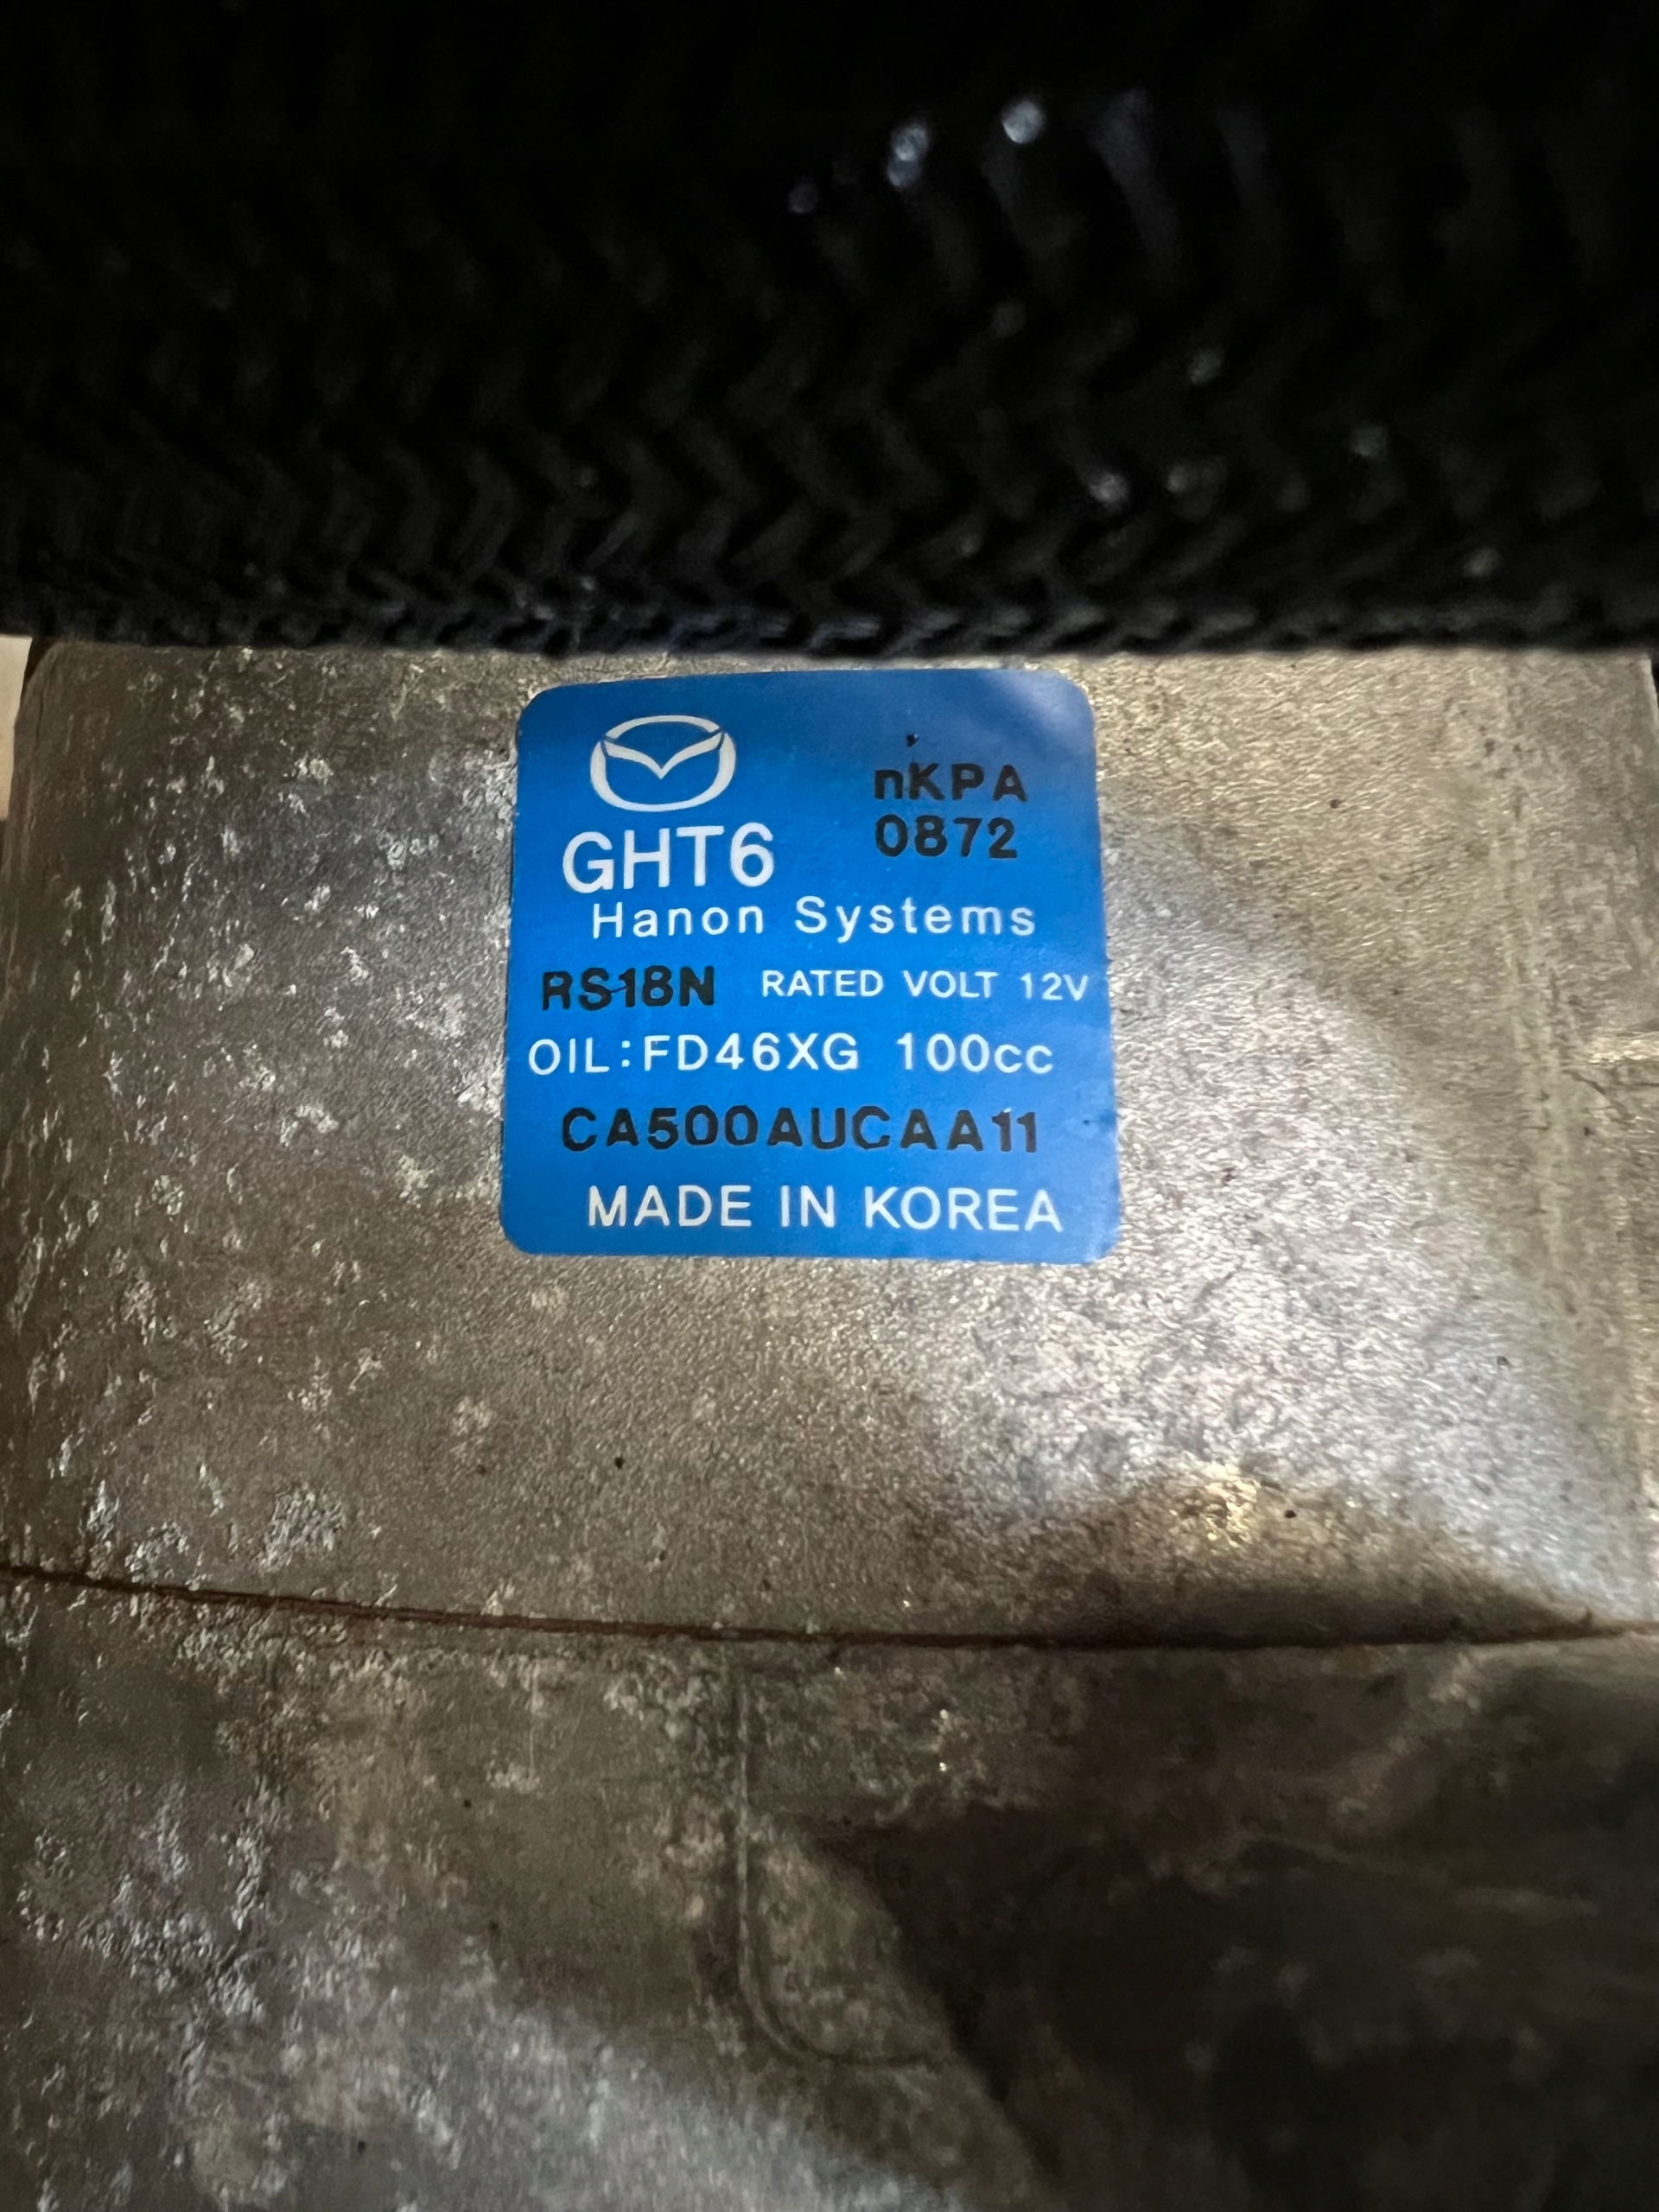 nKPA
GHT6 0872
Hanon Systems
RS18N RATED VOLT 12V
OIL:FD46XG 100cc
CA500AUCAA11
MADE IN KOREA